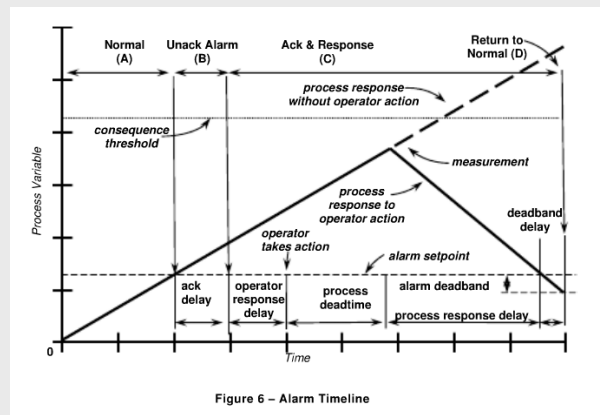 Normal
(A)
Unack Alarm
(B)
Ack & Response
(C)
Return to
Normal (D)
process response
without operator action
consequence
threshold
measurement
process
response to
operator action
deadband
delay
operator
takes action
alarm setpoint
ack
delay
operator
response
delay
process
deadtime
alarm deadband
process response delay
Process Variable
0
Time
Figure 6 – Alarm Timeline